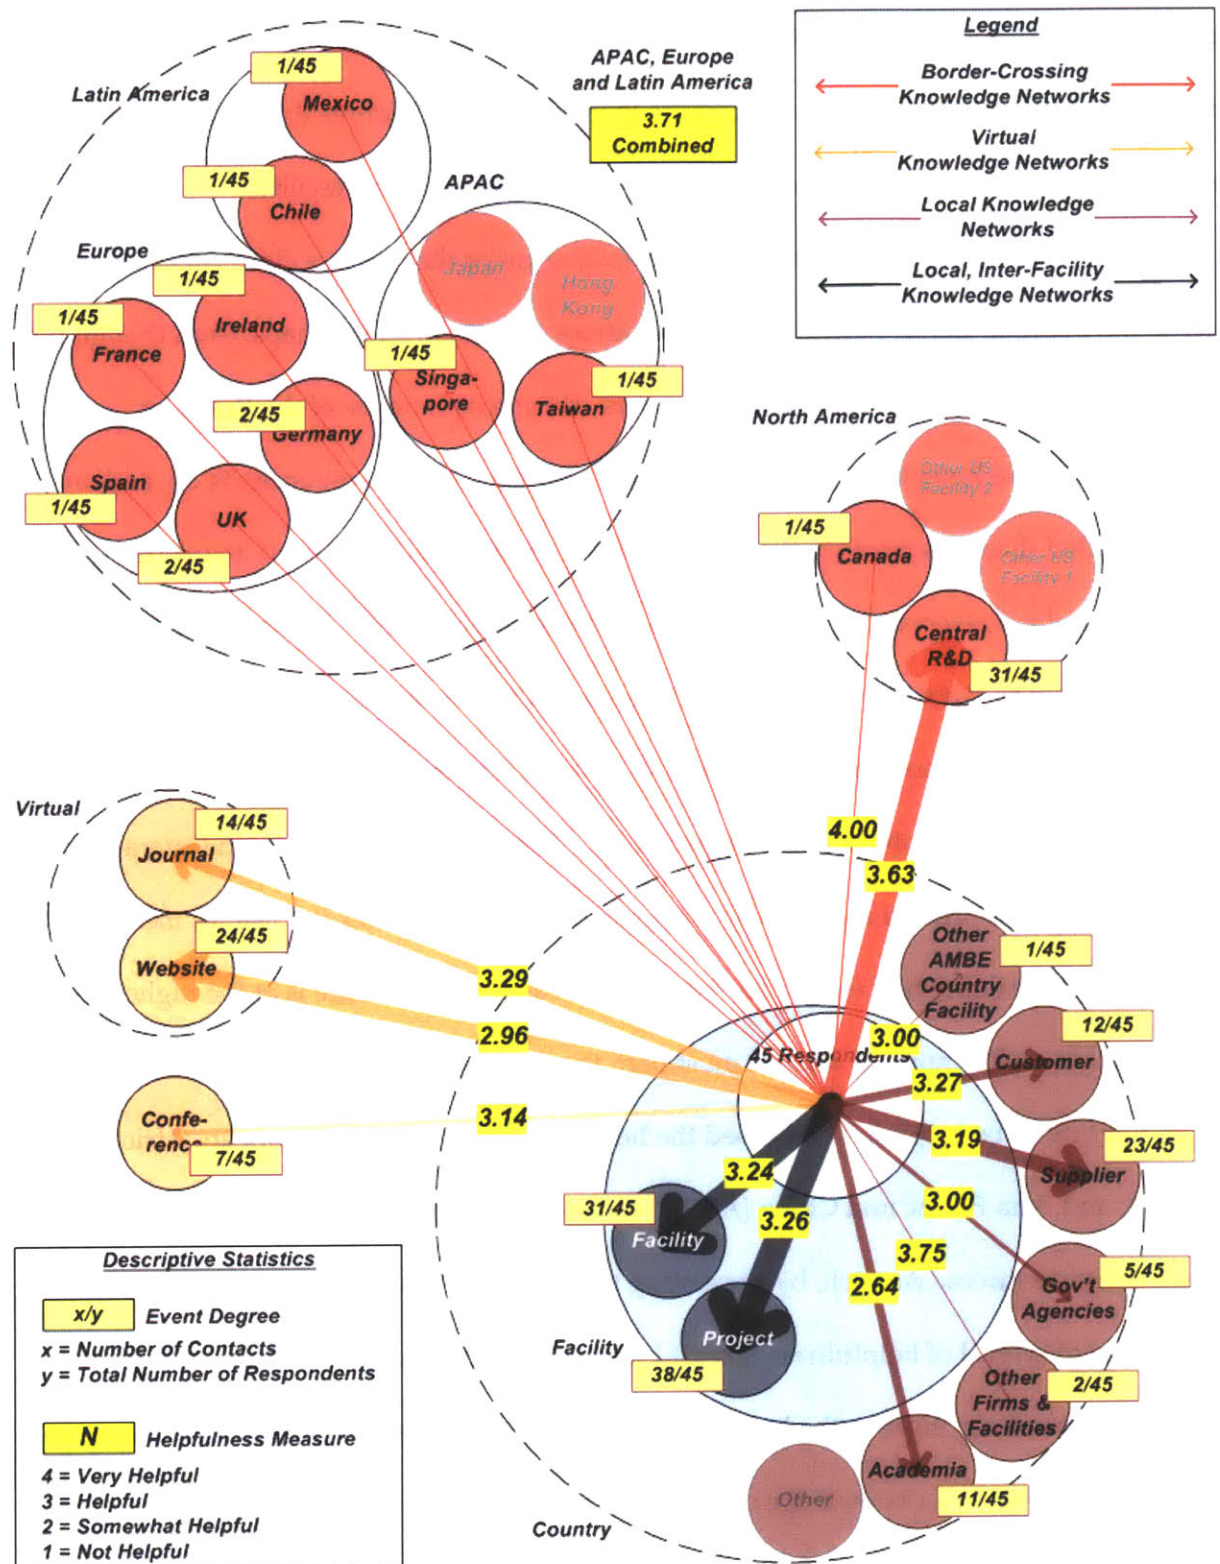 Legend
Border-Crossing
Knowledge Networks
Virtual
Knowledge Networks
Local Knowledge
Networks
Local, Inter-Facility
Knowledge Networks
APAC, Europe
and Latin America
3.71
Combined
Latin America
1/45
Mexico
1/45
Chile
APAC
Japan
Hong
Kong
1/45
Singa-
pore
1/45
Taiwan
Europe
1/45
Ireland
1/45
France
2/45
Germany
Spain
1/45
UK
2/45
North America
Other US
Facility 2
Other US
Facility 1
1/45
Canada
Central
R&D
31/45
4.00
3.63
Virtual
14/45
Journal
24/45
Website
Confe-
rence
7/45
3.29
2.96
3.14
45 Respondents
Other
AMBE
Country
Facility
1/45
3.00
12/45
Customer
3.27
23/45
Supplier
3.19
5/45
Gov't
Agencies
3.00
2/45
Other
Firms &
Facilities
3.75
Academia
11/45
2.64
Other
Country
3.24
31/45
Facility
3.26
Project
38/45
Facility
Descriptive Statistics
x/y Event Degree
x = Number of Contacts
y = Total Number of Respondents
N Helpfulness Measure
4 = Very Helpful
3 = Helpful
2 = Somewhat Helpful
1 = Not Helpful